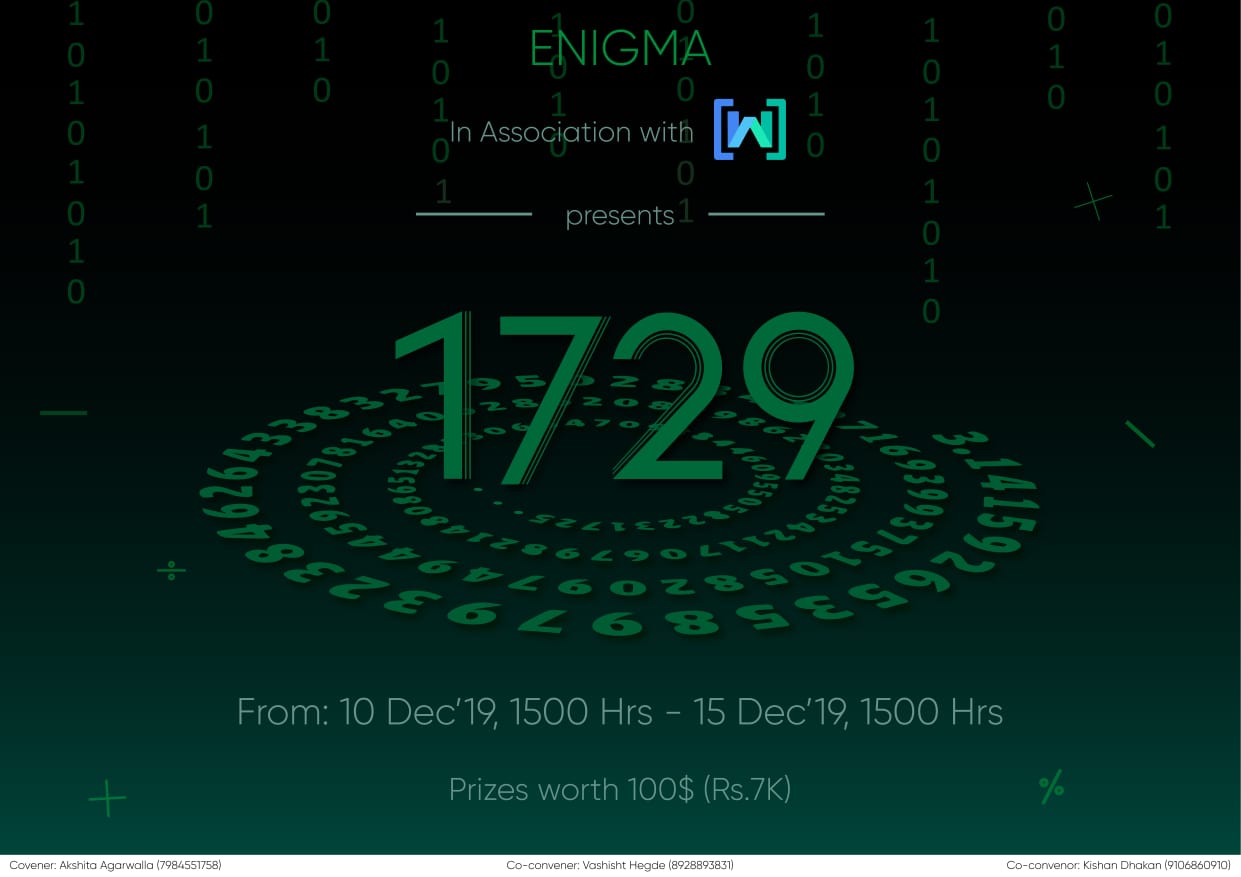 ENIGMA
In Association with
presents
1729
From: 10 Dec'19, 1500 Hrs - 15 Dec'19, 1500 Hrs
Prizes worth 100$ (Rs.7K)
Covener: Akshita Agarwalla (7984551758)
Co-convener: Vashisht Hegde (8928893831)
Co-convenor: Kishan Dhakan (9106860910)